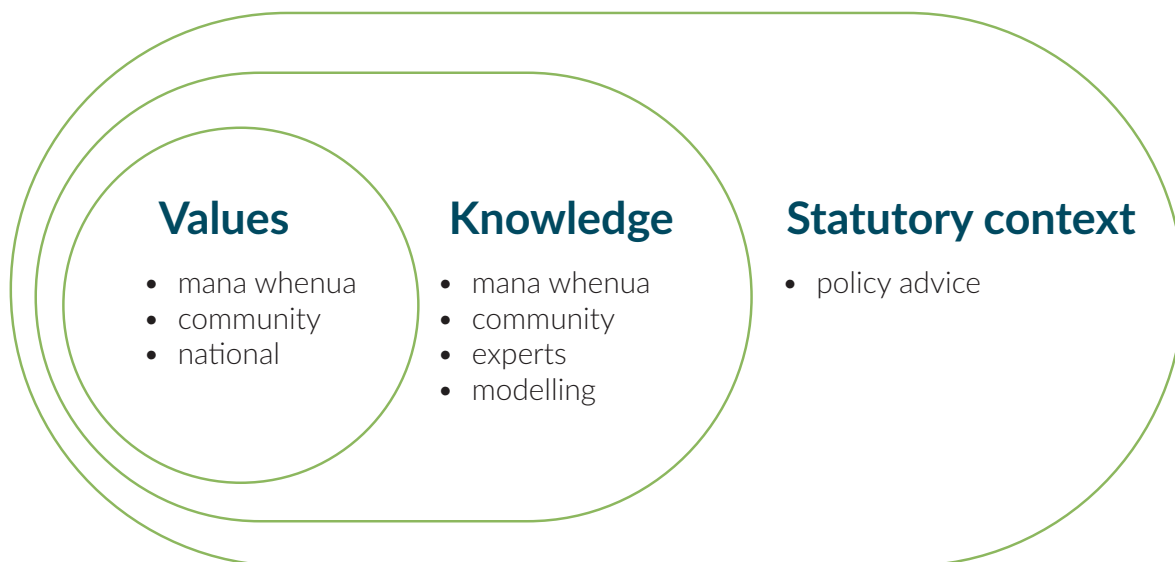 Values
• mana whenua
• community
• national
Knowledge
• mana whenua
• community
• experts
• modelling
Statutory context
• policy advice